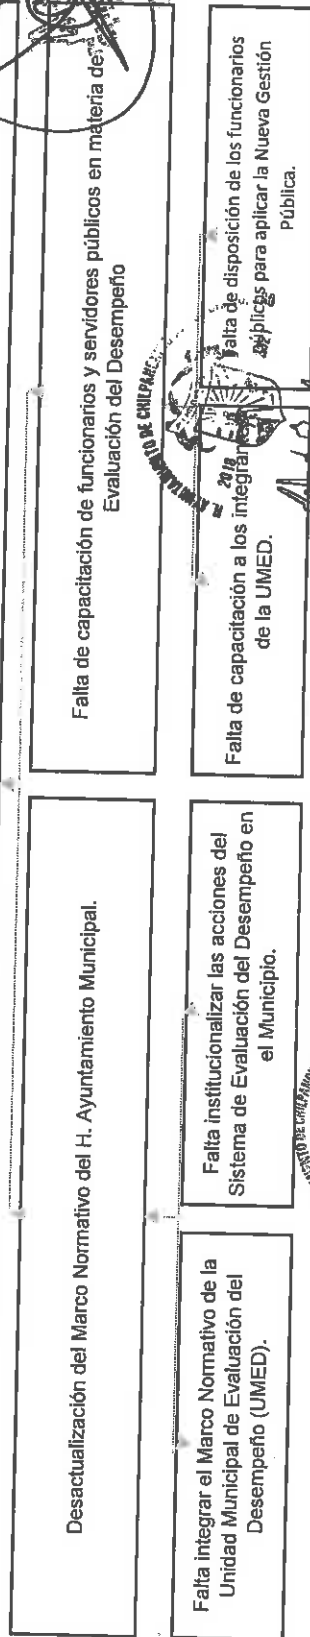 Desactualización del Marco Normativo del H. Ayuntamiento Municipal.
Falta de capacitación de funcionarios y servidores públicos en materia de
Evaluación del Desempeño
Falta integrar el Marco Normativo de la
Unidad Municipal de Evaluación del
Desempeño (UMED).
Falta institucionalizar las acciones del
Sistema de Evaluación del Desempeño en
el Municipio.
Falta de capacitación a los
de la UMED.
Falta de disposición de los funcionarios
públicos para aplicar la Nueva Gestión
Pública.